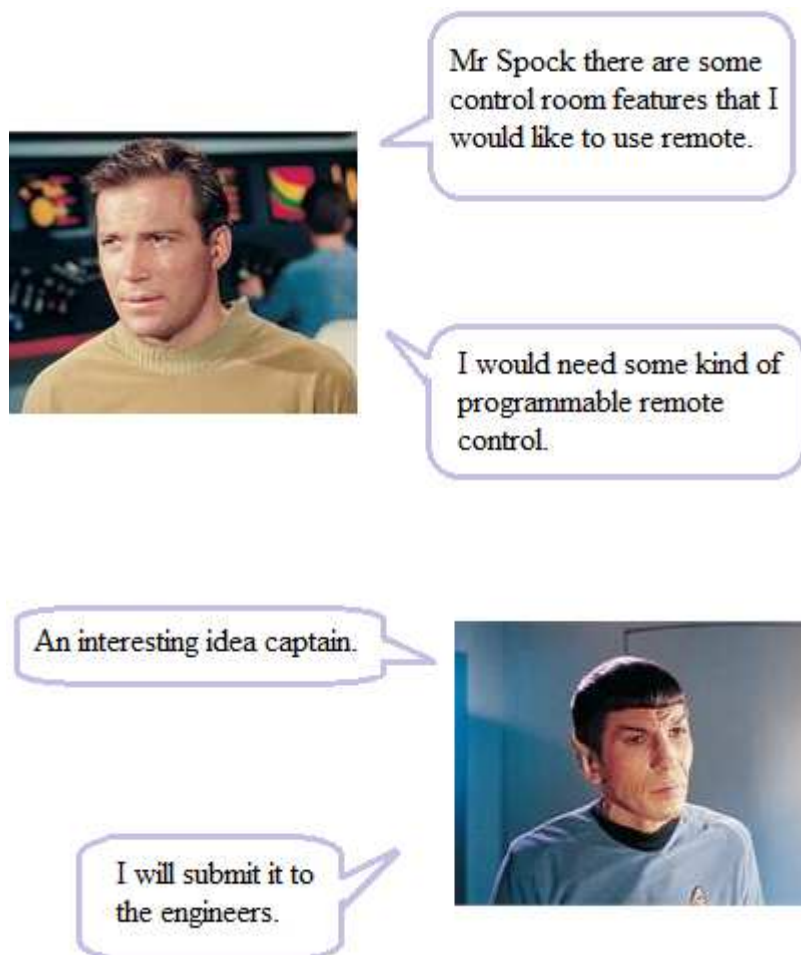 Mr Spock there are some
control room features that I
would like to use remote.
I would need some kind of
programmable remote
control.
An interesting idea captain.
I will submit it to
the engineers.